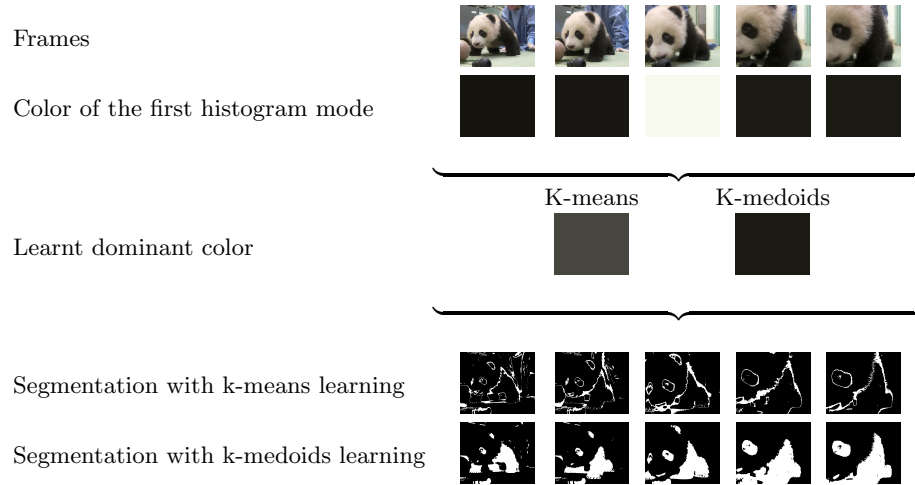 Frames
Color of the first histogram mode
K-means K-medoids
Learnt dominant color
Segmentation with k-means learning
Segmentation with k-medoids learning